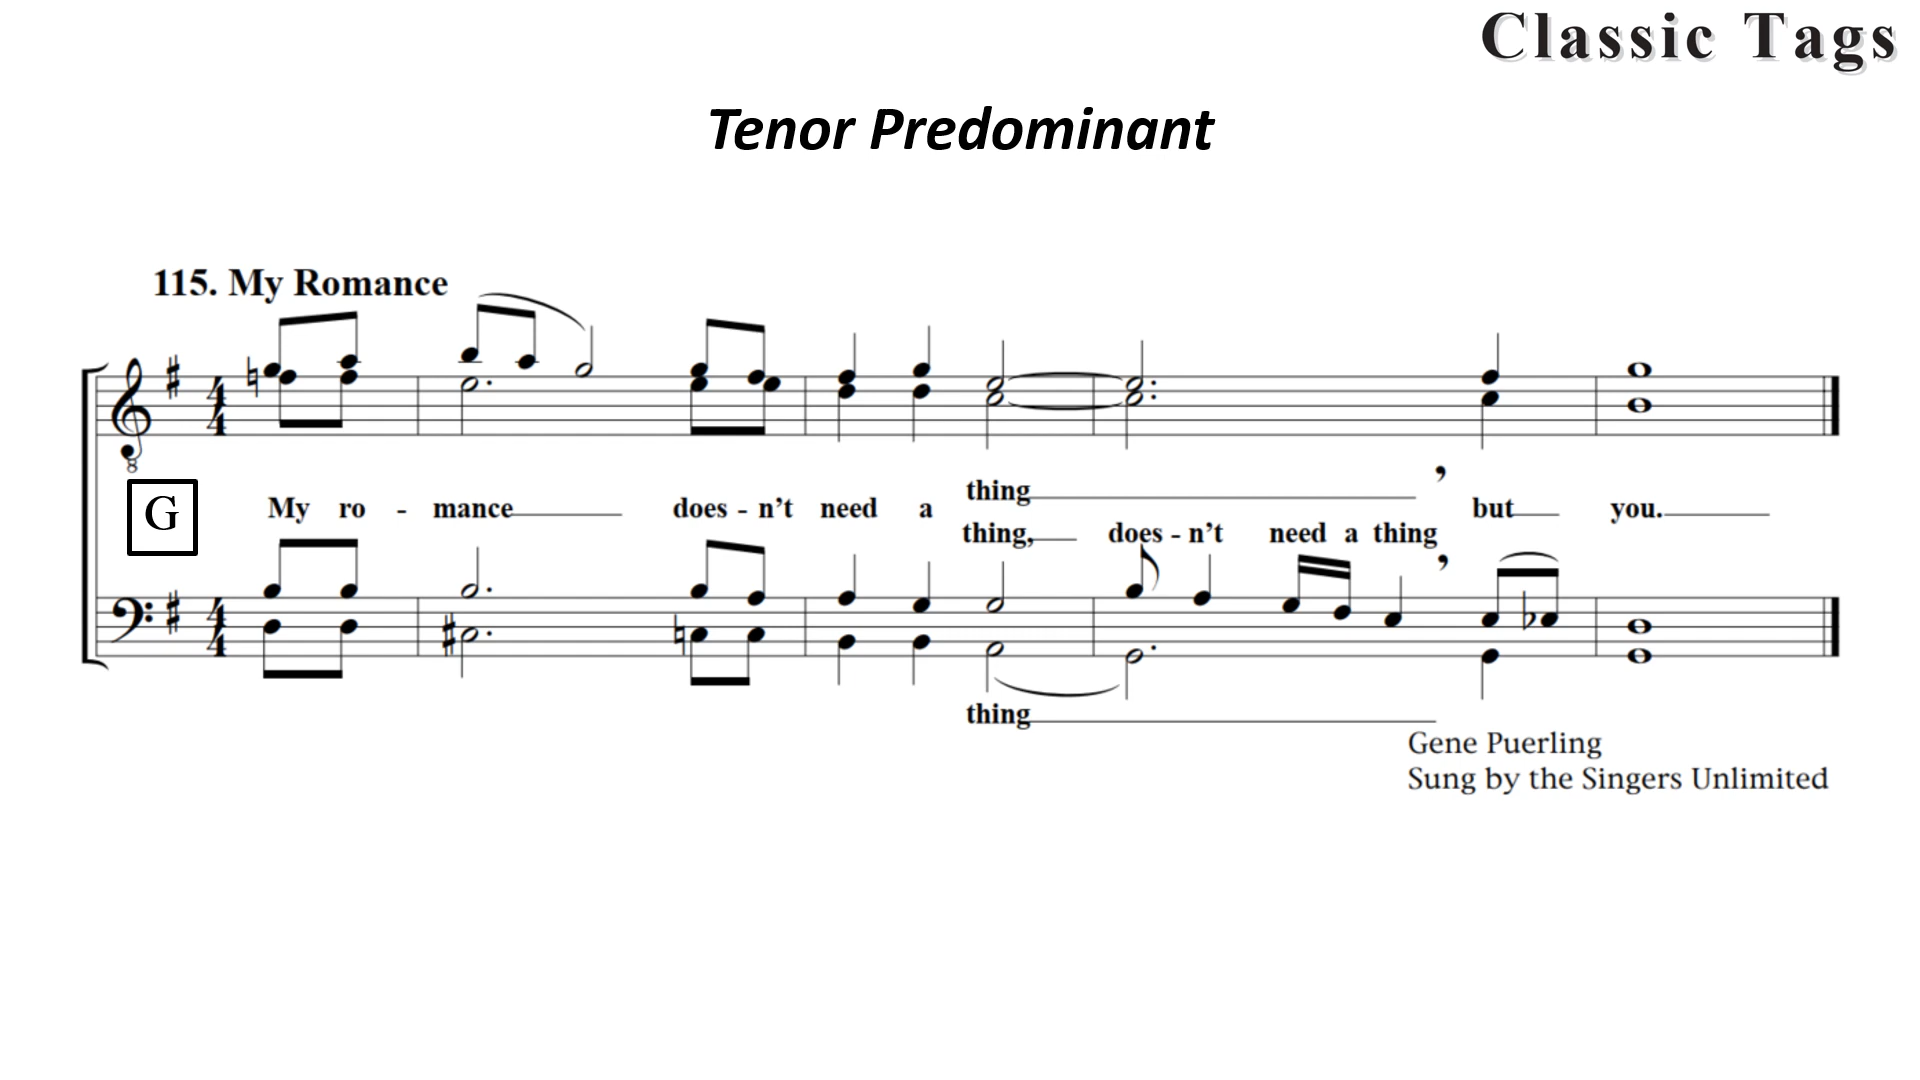 Classic Tags
Tenor Predominant
115. My Romance
G
thing
My ro - mance does - n't need a but you.
thing, does - n't need a thing
thing
Gene Puerling
Sung by the Singers Unlimited